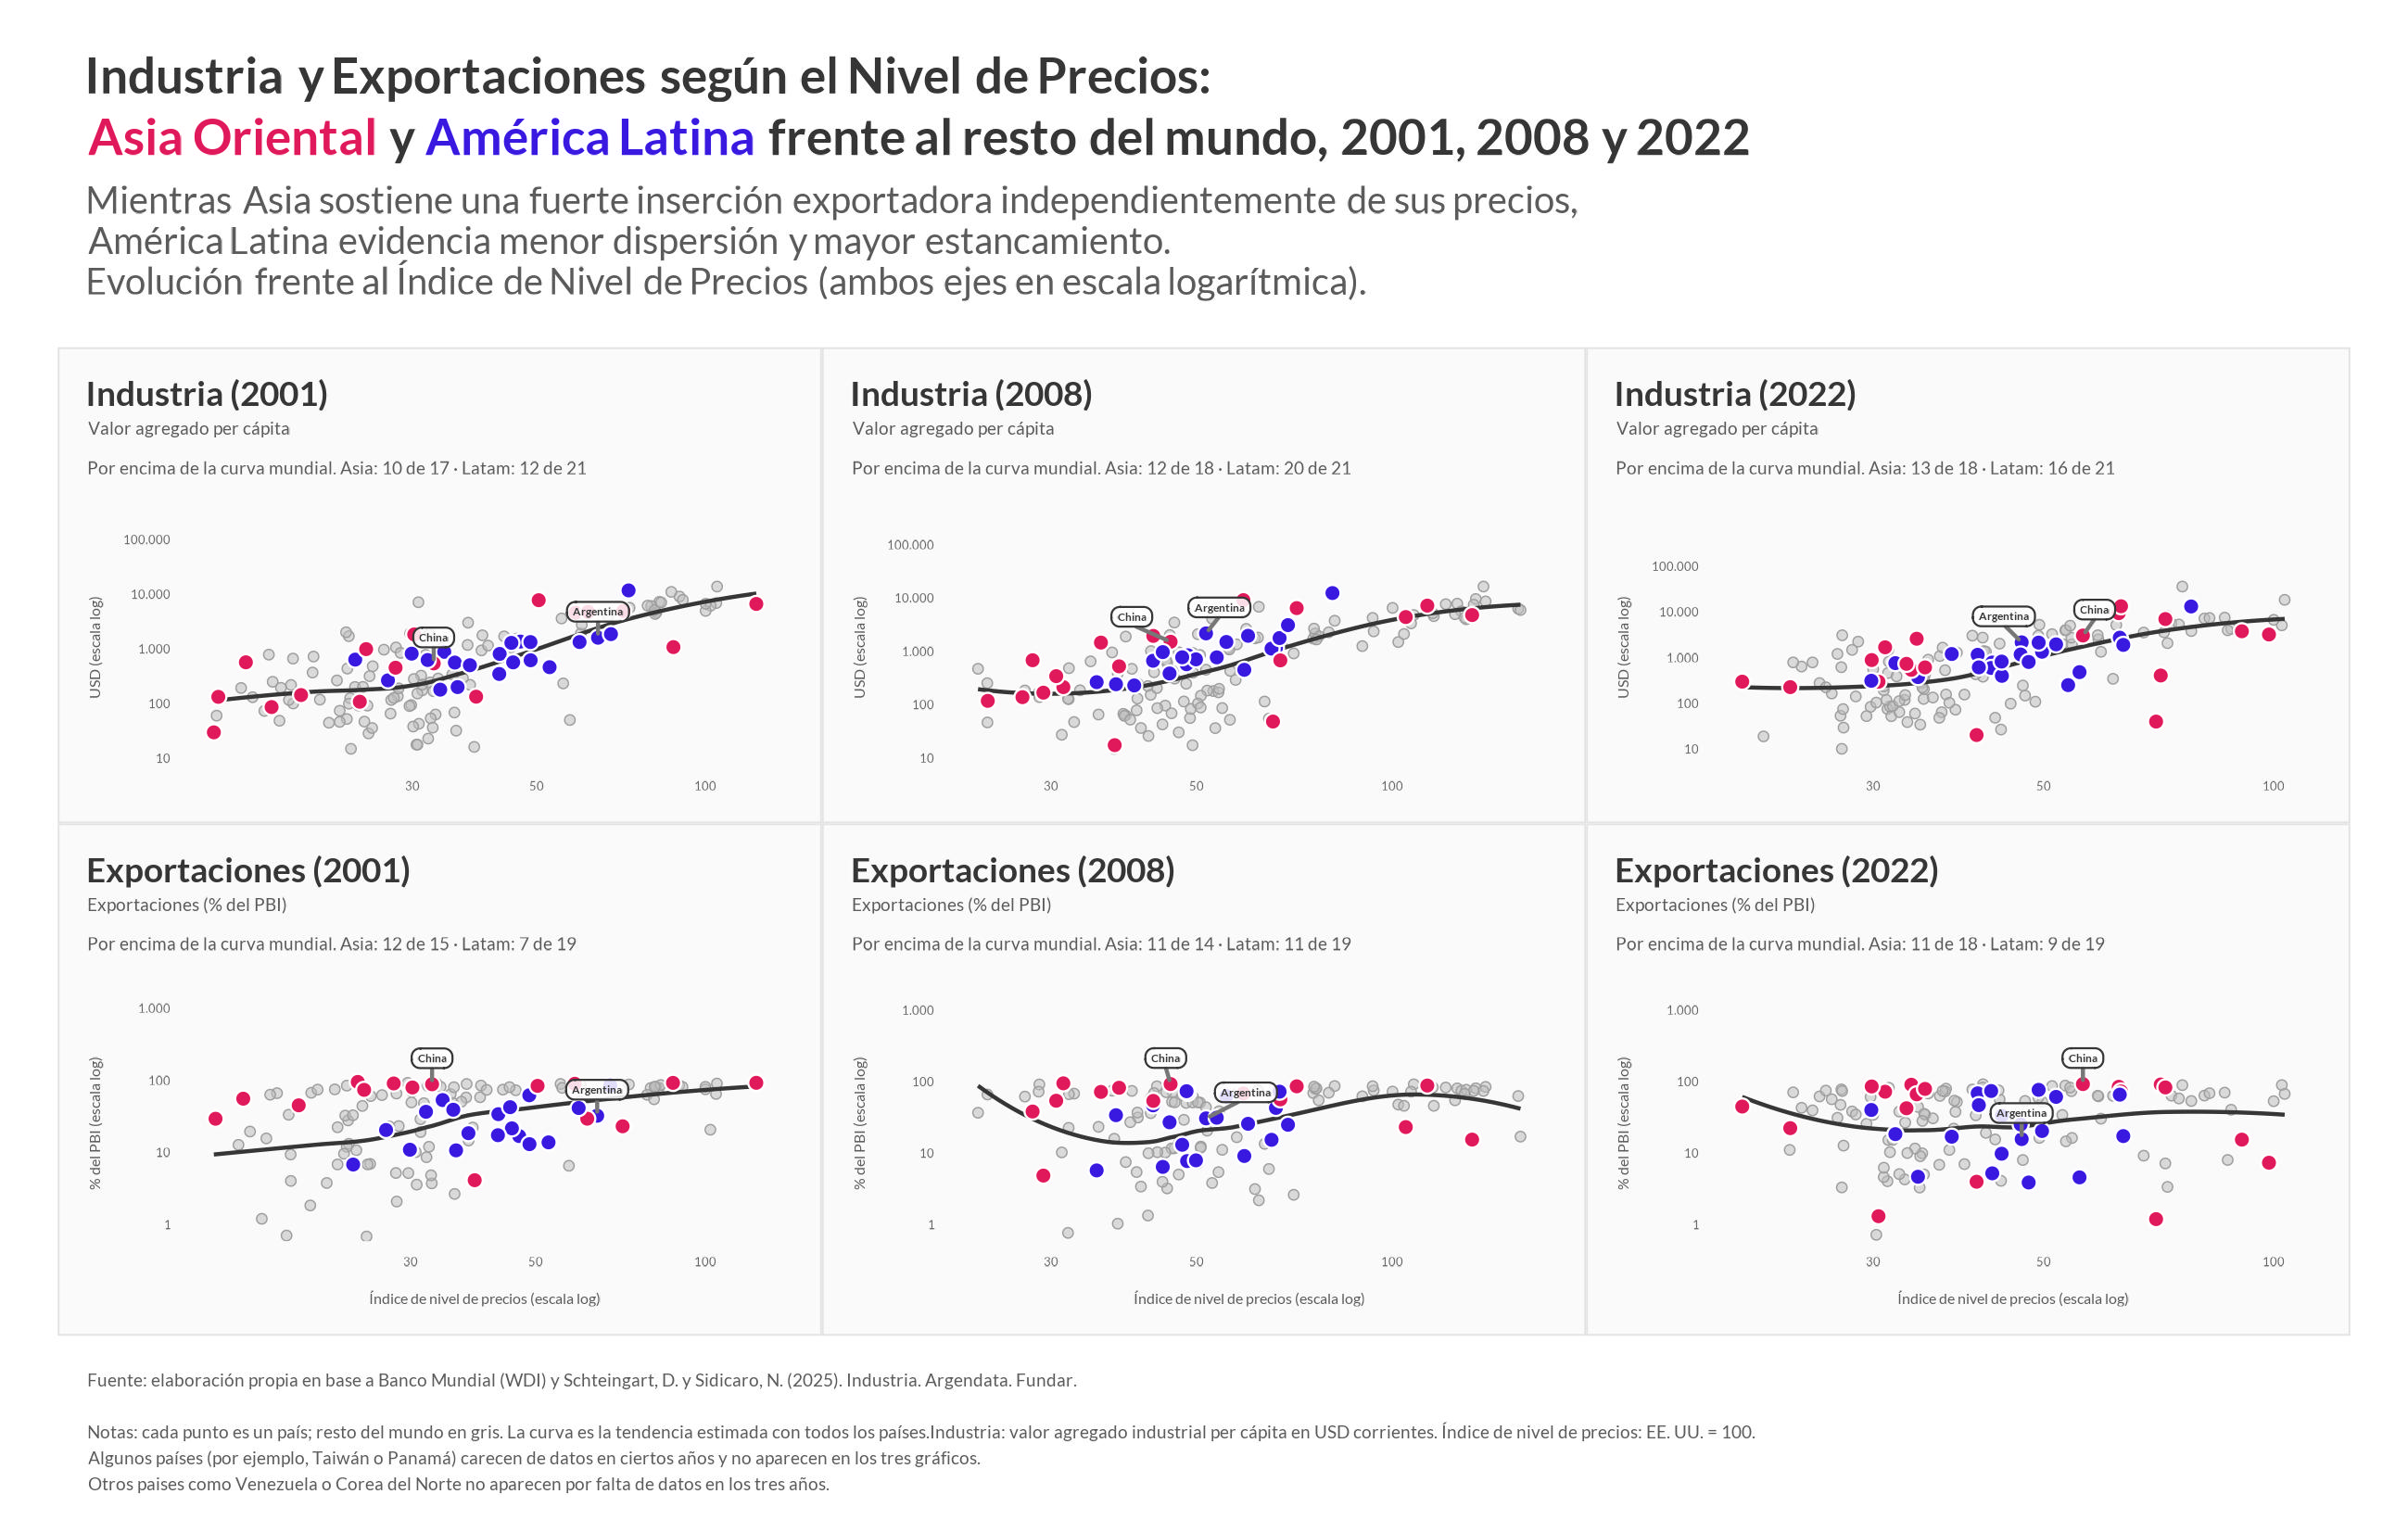 Industria y Exportaciones según el Nivel de Precios:
Asia Oriental y América Latina frente al resto del mundo, 2001, 2008 y 2022
Mientras Asia sostiene una fuerte inserción exportadora independientemente de sus precios,
América Latina evidencia menor dispersión y mayor estancamiento.
Evolución frente al Índice de Nivel de Precios (ambos ejes en escala logarítmica).
Industria (2001)
Valor agregado per cápita
Por encima de la curva mundial. Asia: 10 de 17 · Latam: 12 de 21
USD (escala log)
100.000
10.000
1.000
100
10
China
Argentina
30
50
100
Industria (2008)
Valor agregado per cápita
Por encima de la curva mundial. Asia: 12 de 18 · Latam: 20 de 21
USD (escala log)
100.000
10.000
1.000
100
10
China
Argentina
30
50
100
Industria (2022)
Valor agregado per cápita
Por encima de la curva mundial. Asia: 13 de 18 · Latam: 16 de 21
USD (escala log)
100.000
10.000
1.000
100
10
Argentina
China
30
50
100
Exportaciones (2001)
Exportaciones (% del PBI)
Por encima de la curva mundial. Asia: 12 de 15 · Latam: 7 de 19
% del PBI (escala log)
1.000
100
10
1
China
Argentina
30
50
100
Índice de nivel de precios (escala log)
Exportaciones (2008)
Exportaciones (% del PBI)
Por encima de la curva mundial. Asia: 11 de 14 · Latam: 11 de 19
% del PBI (escala log)
1.000
100
10
1
China
Argentina
30
50
100
Índice de nivel de precios (escala log)
Exportaciones (2022)
Exportaciones (% del PBI)
Por encima de la curva mundial. Asia: 11 de 18 · Latam: 9 de 19
% del PBI (escala log)
1.000
100
10
1
China
Argentina
30
50
100
Índice de nivel de precios (escala log)
Fuente: elaboración propia en base a Banco Mundial (WDI) y Schteingart, D. y Sidicaro, N. (2025). Industria. Argendata. Fundar.
Notas: cada punto es un país; resto del mundo en gris. La curva es la tendencia estimada con todos los países.Industria: valor agregado industrial per cápita en USD corrientes. Índice de nivel de precios: EE. UU. = 100.
Algunos países (por ejemplo, Taiwán o Panamá) carecen de datos en ciertos años y no aparecen en los tres gráficos.
Otros paises como Venezuela o Corea del Norte no aparecen por falta de datos en los tres años.